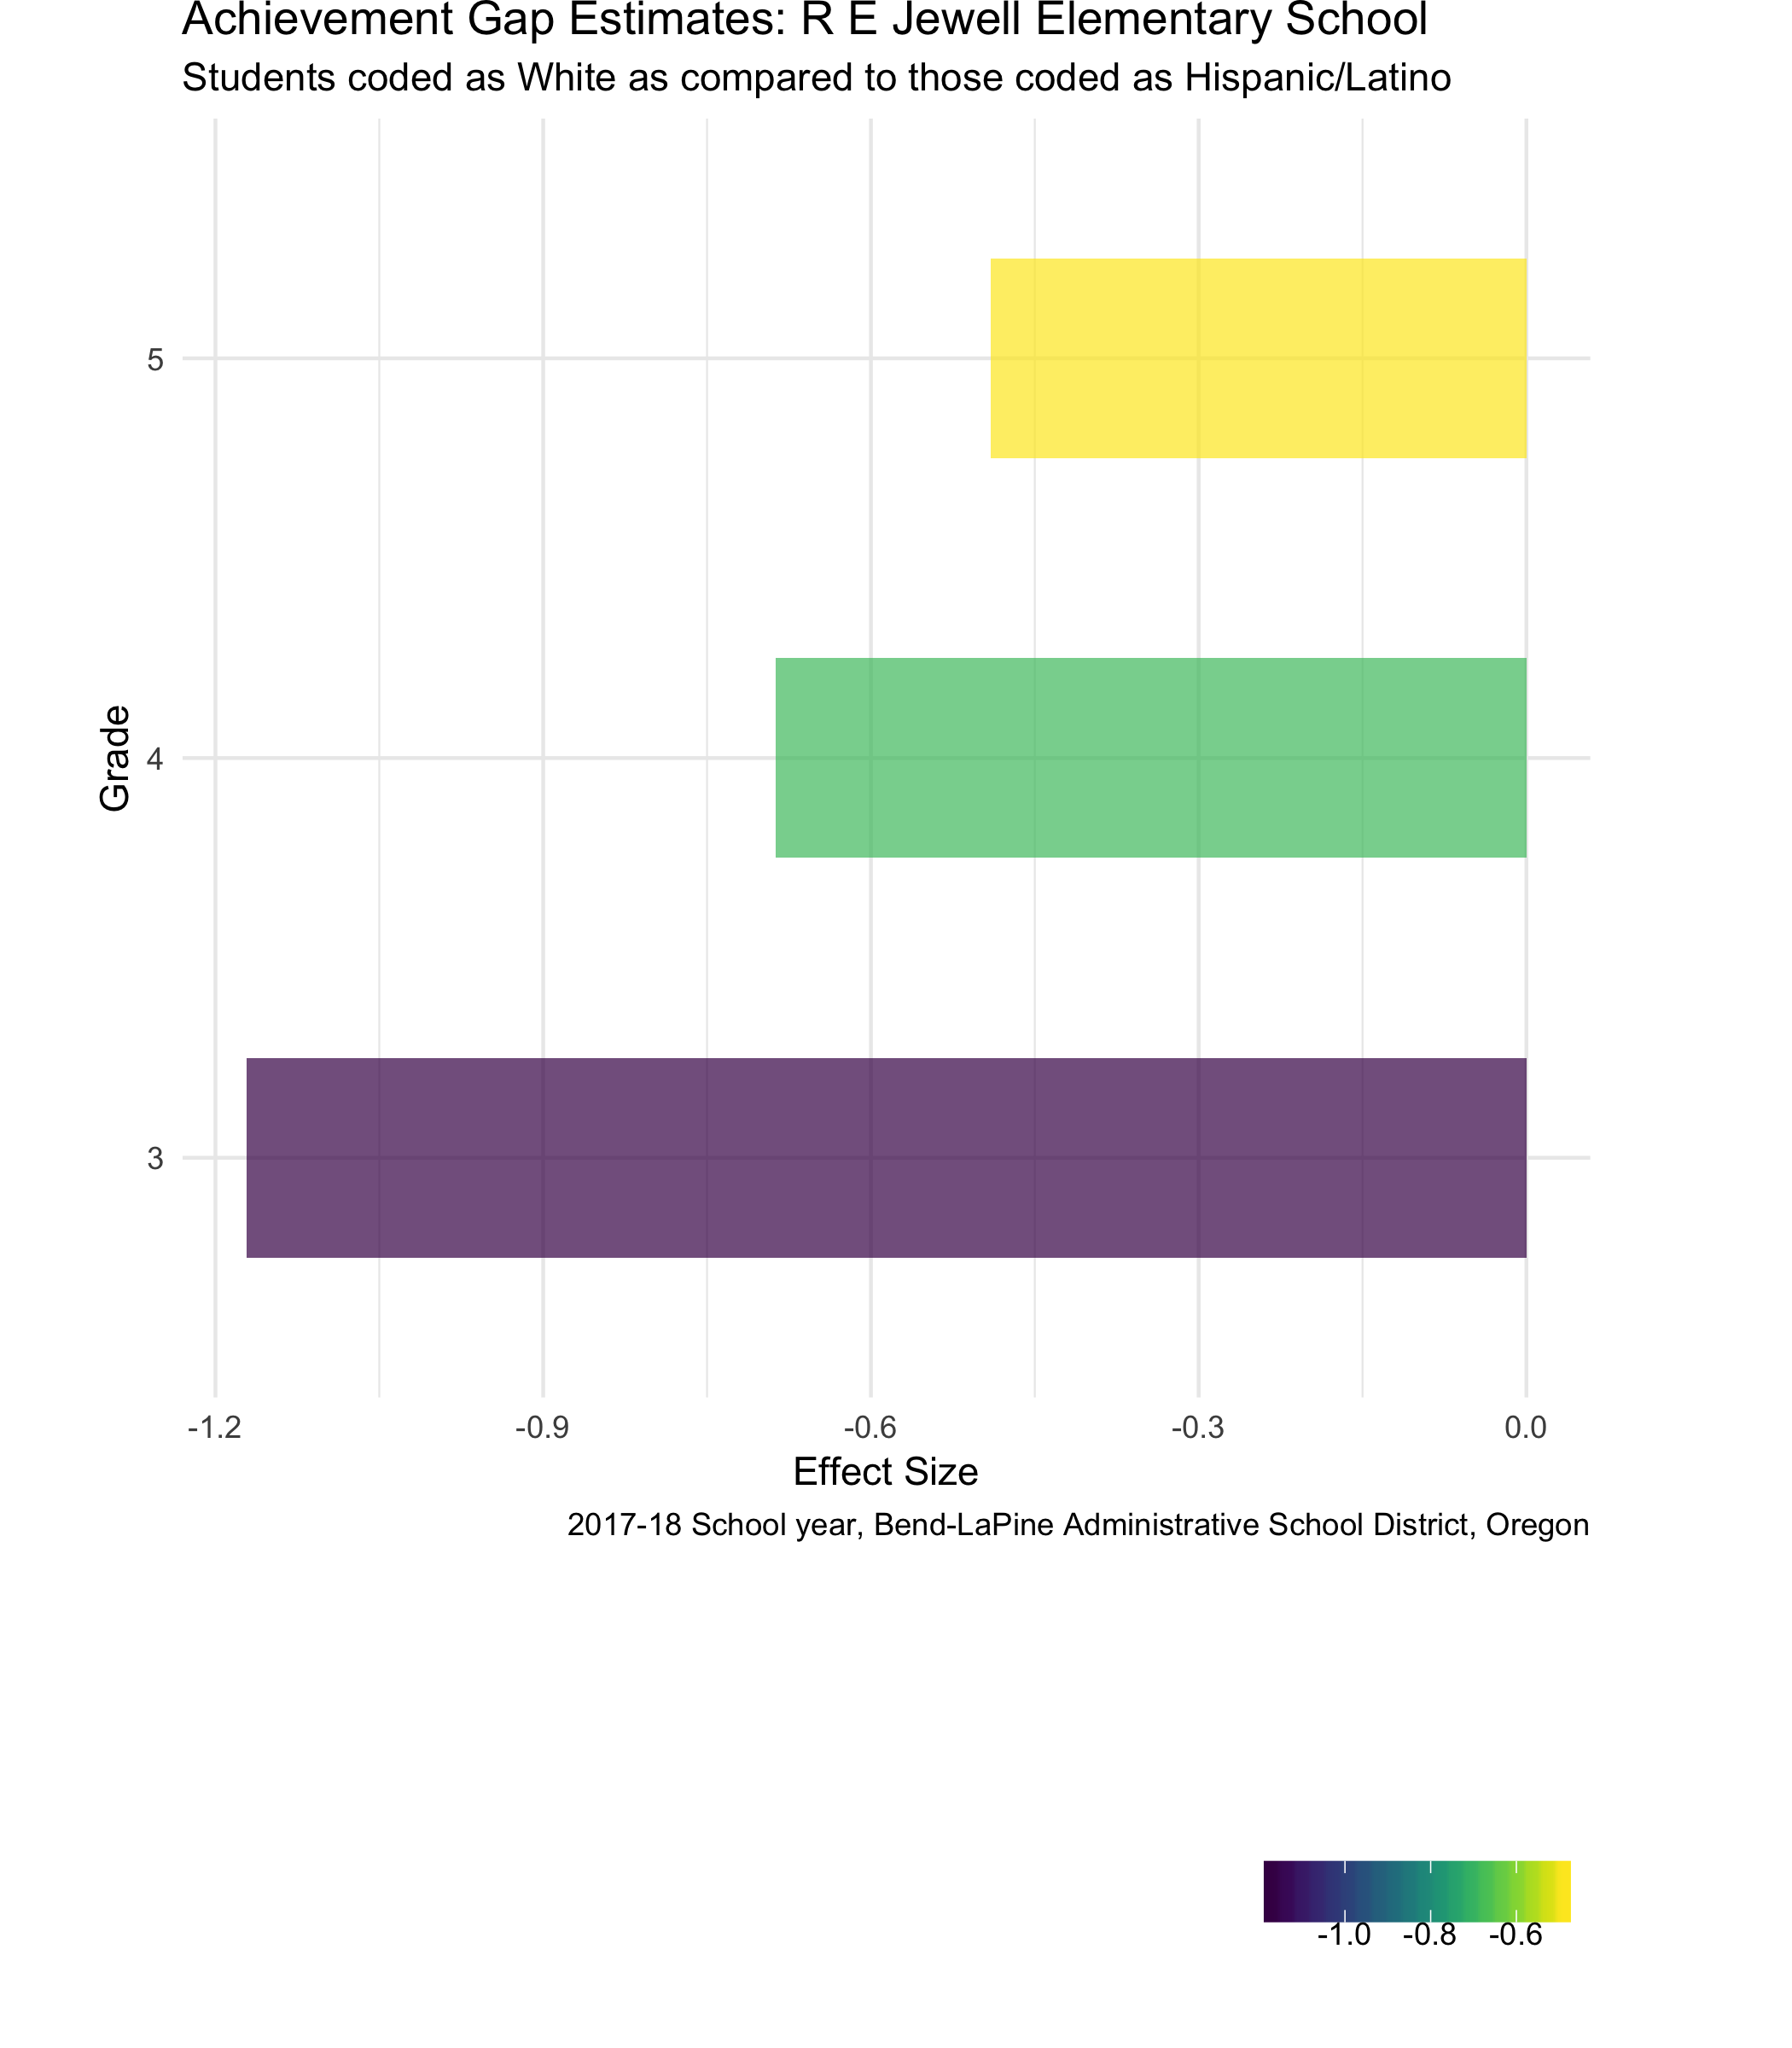 Achievement Gap Estimates: R E Jewell Elementary School
Students coded as White as compared to those coded as Hispanic/Latino
5
4
3
Grade
-1.2 -0.9 -0.6 -0.3 0.0
Effect Size
2017-18 School year, Bend-LaPine Administrative School District, Oregon
-1.0 -0.8 -0.6